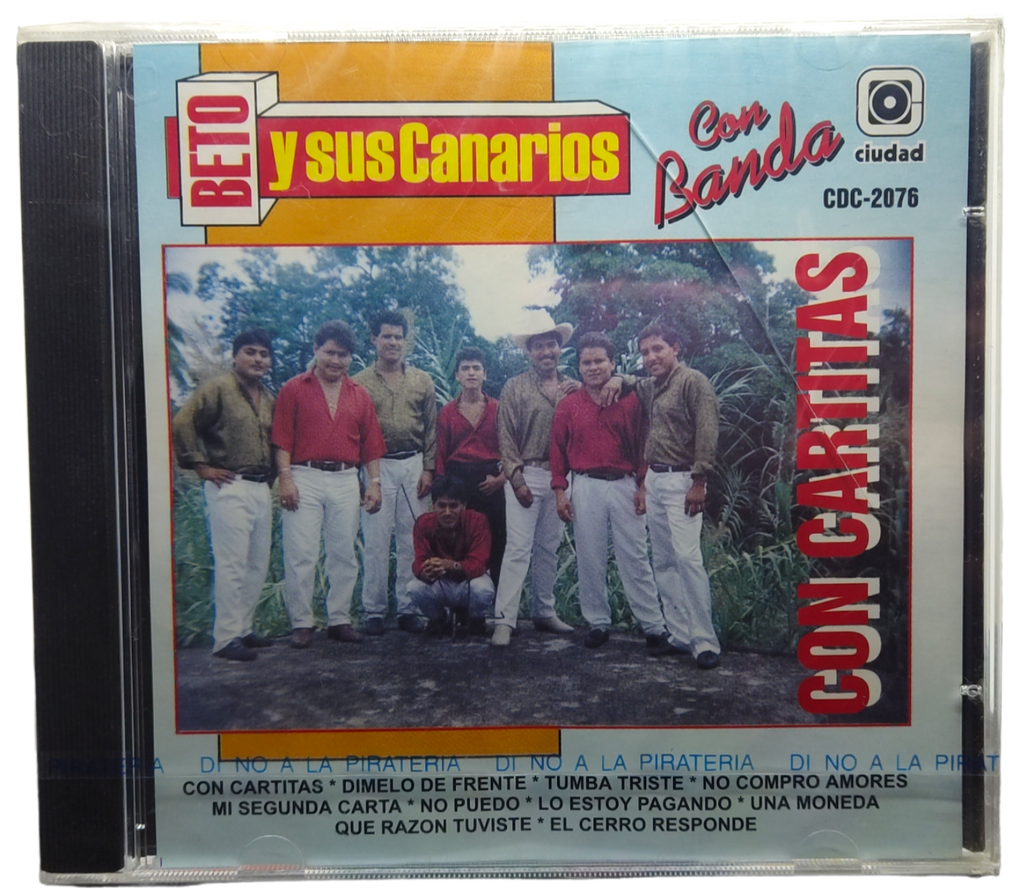 BETO
y sus Canarios
Con
Banda
ciudad
CDC-2076
CON CARTITAS
PIRATERIA DI NO A LA PIRATERIA DI NO A LA PIRATERIA DI NO A LA PIRAT
CON CARTITAS * DIMELO DE FRENTE * TUMBA TRISTE * NO COMPRO AMORES
MI SEGUNDA CARTA * NO PUEDO * LO ESTOY PAGANDO * UNA MONEDA
QUE RAZON TUVISTE * EL CERRO RESPONDE